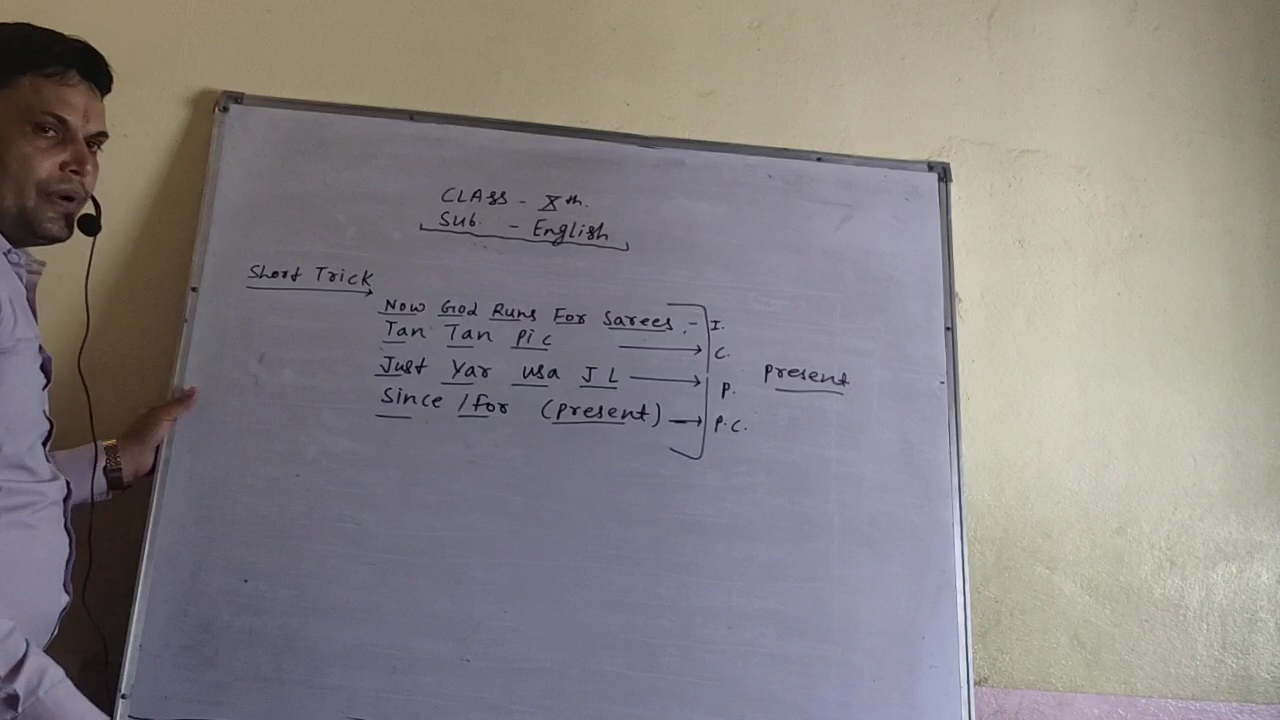 CLASS - Xth.
Sub. - English
Short Trick
Now God Runs For Sarees. - I.
Tan Tan Pic → C.
Just Yar usa J L → P.
Since / for (present) → P.C.
present